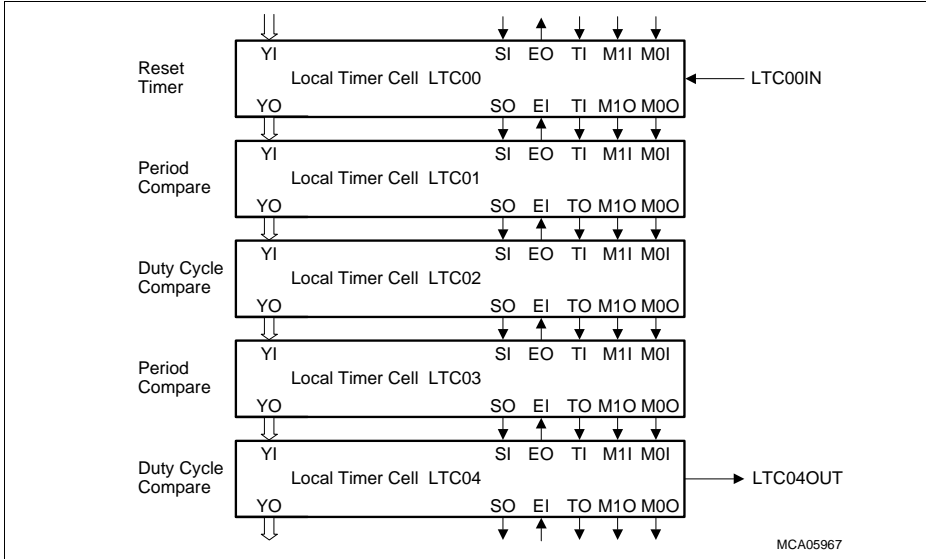 YI SI EO TI M1I M0I
Reset
Timer
Local Timer Cell LTC00
LTC00IN
YO SO EI TI M1O M0O
YI SI EO TI M1I M0I
Period
Compare
Local Timer Cell LTC01
YO SO EI TO M1O M0O
YI SI EO TI M1I M0I
Duty Cycle
Compare
Local Timer Cell LTC02
YO SO EI TO M1O M0O
YI SI EO TI M1I M0I
Period
Compare
Local Timer Cell LTC03
YO SO EI TO M1O M0O
YI SI EO TI M1I M0I
Duty Cycle
Compare
Local Timer Cell LTC04
LTC04OUT
YO SO EI TO M1O M0O
MCA05967